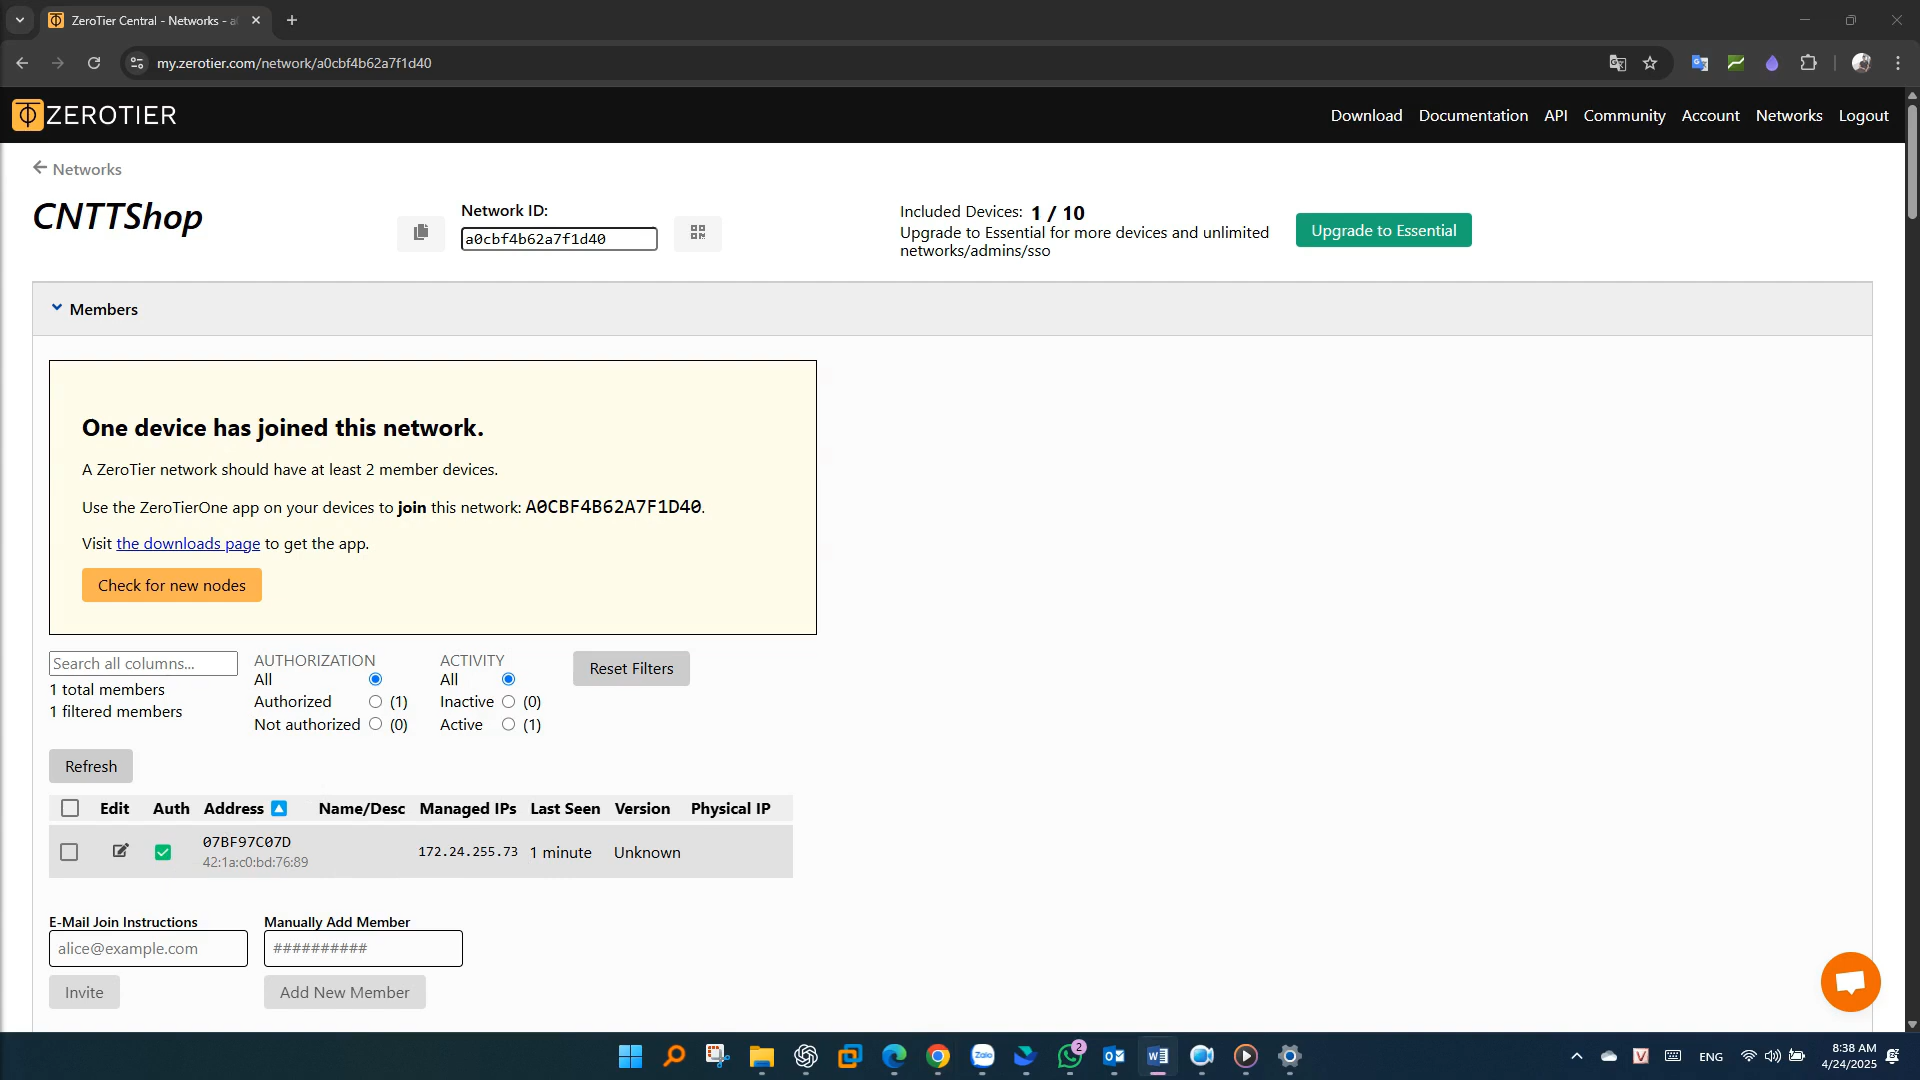 ZeroTier Central - Networks - a
my.zerotier.com/network/a0cbf4b62a7f1d40
ZEROTIER
Download Documentation API Community Account Networks Logout
Networks
CNTTShop
Network ID:
a0cbf4b62a7f1d40
Included Devices: 1 / 10
Upgrade to Essential for more devices and unlimited
networks/admins/sso
Upgrade to Essential
Members
One device has joined this network.
A ZeroTier network should have at least 2 member devices.
Use the ZeroTierOne app on your devices to join this network: A0CBF4B62A7F1D40.
Visit the downloads page to get the app.
Check for new nodes
Search all columns...
1 total members
1 filtered members
AUTHORIZATION
All
Authorized (1)
Not authorized (0)
ACTIVITY
All
Inactive (0)
Active (1)
Reset Filters
Refresh
Edit Auth Address Name/Desc Managed IPs Last Seen Version Physical IP
07BF97C07D
42:1a:c0:bd:76:89
172.24.255.73 1 minute Unknown
E-Mail Join Instructions
alice@example.com
Invite
Manually Add Member
##########
Add New Member
Zalo
2
V
ENG
8:38 AM
4/24/2025